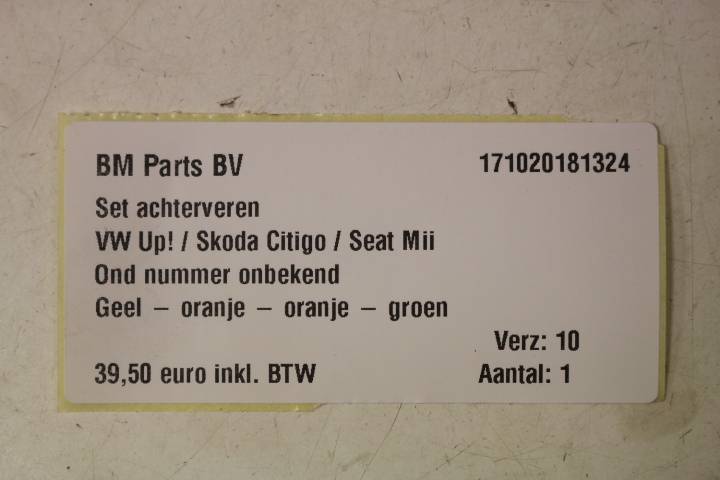 BM Parts BV 171020181324
Set achterveren
VW Up! / Skoda Citigo / Seat Mii
Ond nummer onbekend
Geel – oranje – oranje – groen
Verz: 10
39,50 euro inkl. BTW Aantal: 1